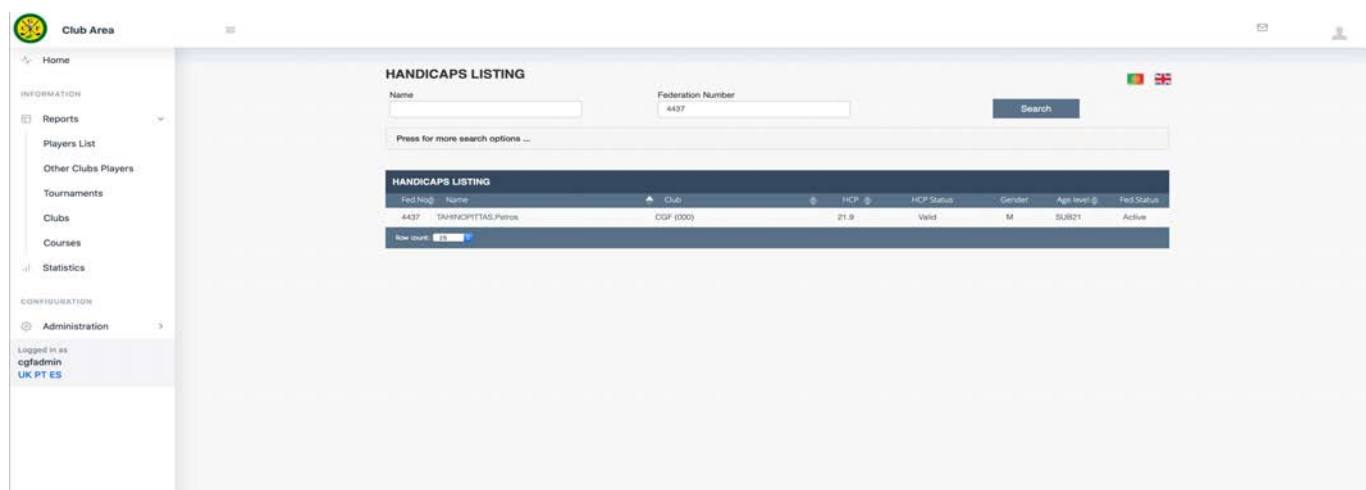 Club Area
Home
INFORMATION
Reports
Players List
Other Clubs Players
Tournaments
Clubs
Courses
Statistics
CONFIGURATION
Administration
Logged in as
cgfadmin
UK PT ES
HANDICAPS LISTING
Name Federation Number
4437 Search
Press for more search options ...
HANDICAPS LISTING
Fed No Name Club HCP HCP Status Gender Age level Fed Status
4437 TAHINOPITTAS,Petros CGF (000) 21.9 Valid M SUB21 Active
Row count: 15